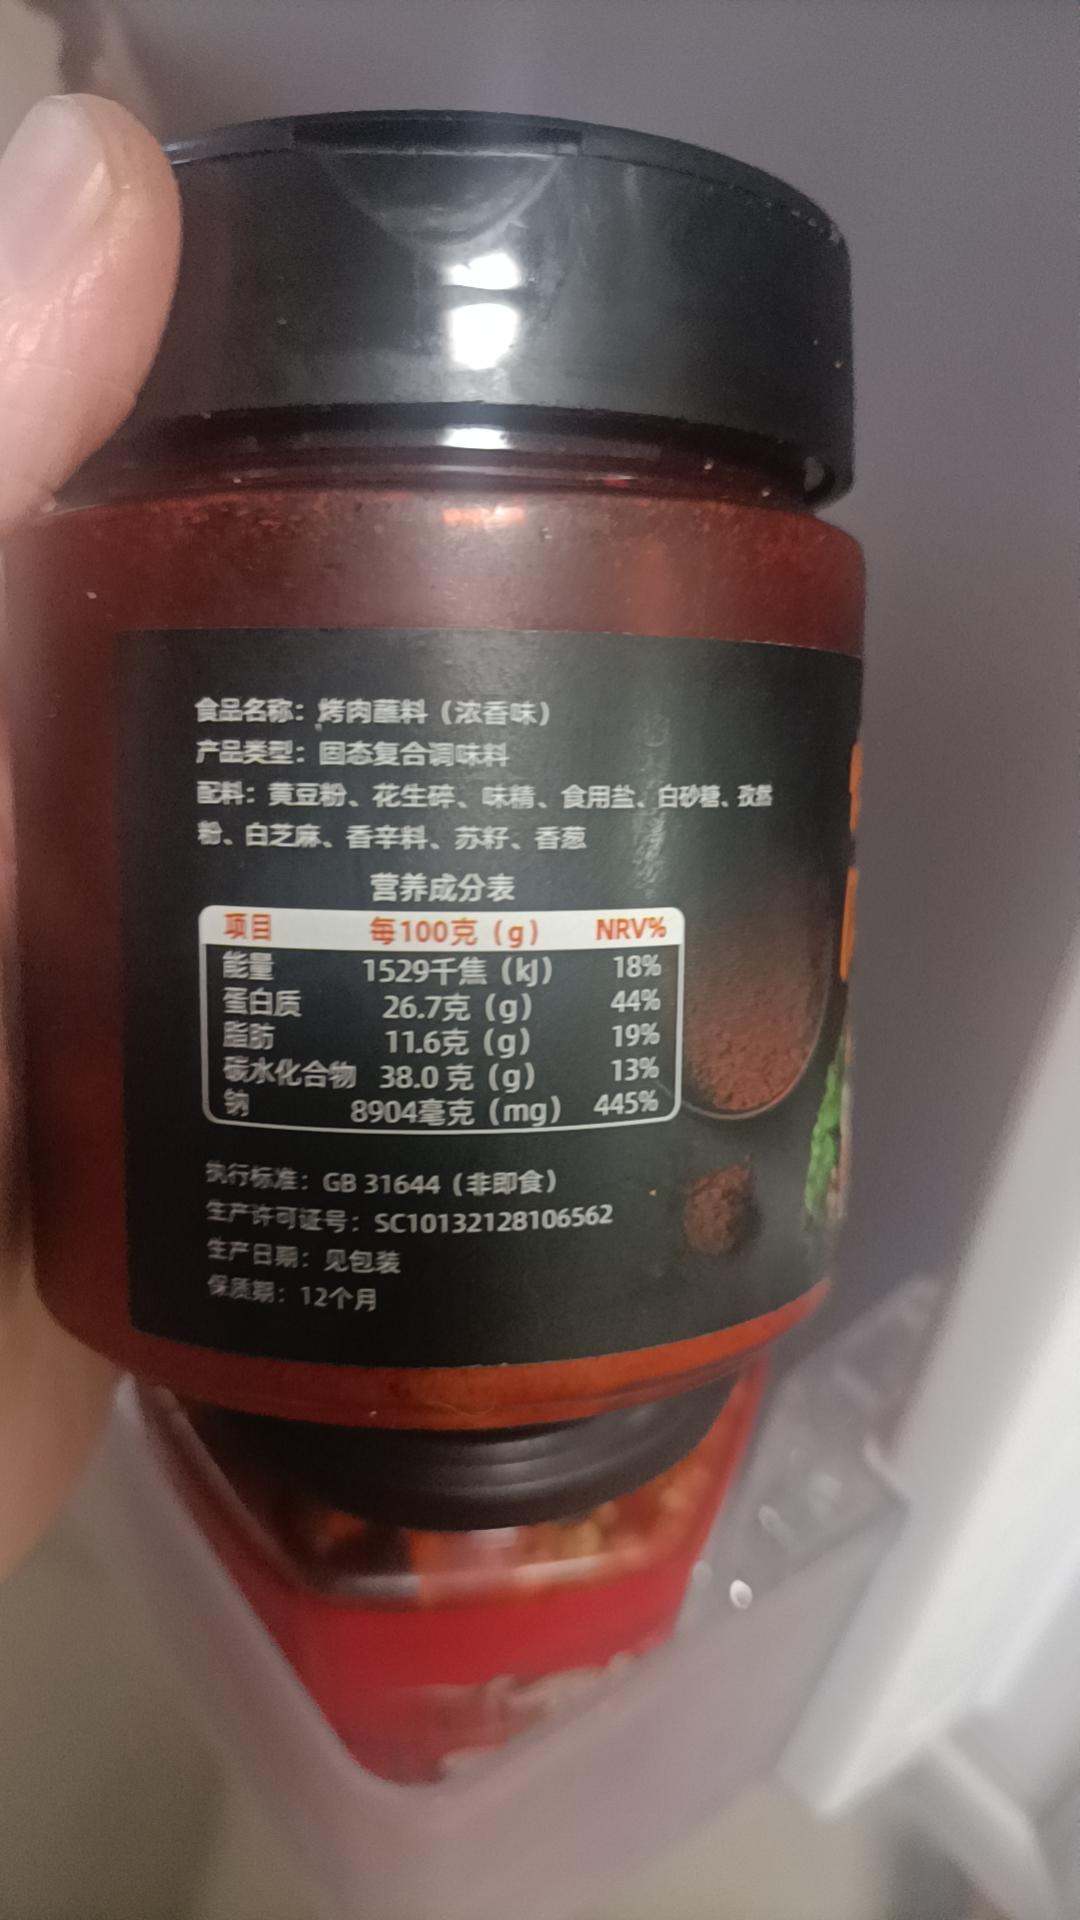 食品名称：烤肉蘸料（浓香味）
产品类型：固态复合调味料
配料：黄豆粉、花生碎、味精、食用盐、白砂糖、孜然
粉、白芝麻、香辛料、苏籽、香葱
营养成分表
项目 每100克（g） NRV%
能量 1529千焦（kJ） 18%
蛋白质 26.7克（g） 44%
脂肪 11.6克（g） 19%
碳水化合物 38.0 克（g） 13%
钠 8904毫克（mg） 445%
执行标准：GB 31644（非即食）
生产许可证号：SC10132128106562
生产日期：见包装
保质期：12个月